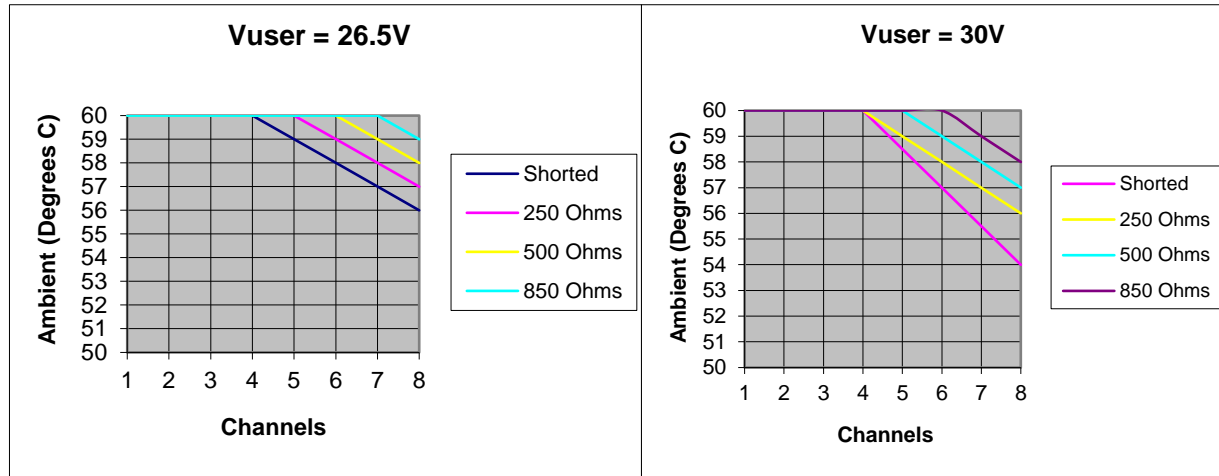 Vuser = 26.5V
Ambient (Degrees C)
60
59
58
57
56
55
54
53
52
51
50
1 2 3 4 5 6 7 8
Channels
Shorted
250 Ohms
500 Ohms
850 Ohms
Vuser = 30V
Ambient (Degrees C)
60
59
58
57
56
55
54
53
52
51
50
1 2 3 4 5 6 7 8
Channels
Shorted
250 Ohms
500 Ohms
850 Ohms